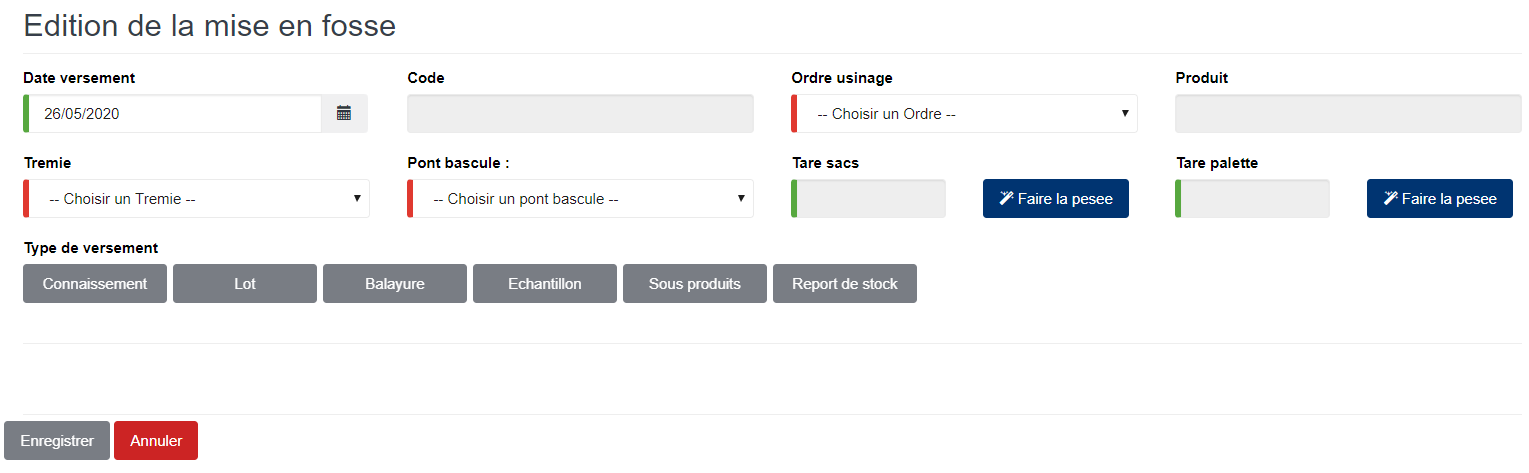 Edition de la mise en fosse
Date versement Code Ordre usinage Produit
26/05/2020 -- Choisir un Ordre --
Tremie Pont bascule : Tare sacs Tare palette
-- Choisir un Tremie -- -- Choisir un pont bascule -- Faire la pesee Faire la pesee
Type de versement
Connaissement Lot Balayure Echantillon Sous produits Report de stock
Enregistrer Annuler